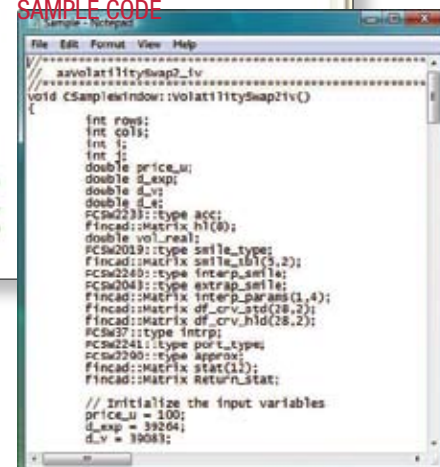 SAMPLE CODE
Sample - Notepad
File Edit Format View Help
//**********************************************
// aaVolatilitySwap2_iv
//**********************************************
void CSampleWindow::VolatilitySwap2iv()
{
int rows;
int cols;
int i;
int j;
double price_u;
double d_exp;
double d_v;
double d_e;
FCSW2233::type acc;
fincad::Matrix hl(0);
double vol_real;
FCSW2019::type smile_type;
fincad::Matrix smile_tbl(5,2);
FCSW2240::type interp_smile;
FCSW2043::type extrap_smile;
fincad::Matrix interp_params(1,4);
fincad::Matrix df_crv_std(28,2);
fincad::Matrix df_crv_hld(28,2);
FCSW37::type intrp;
FCSW2241::type port_type;
FCSW2290::type approx;
fincad::Matrix stat(12);
fincad::Matrix Return_stat;
// Initialize the input variables
price_u = 100;
d_exp = 39264;
d_v = 39083;